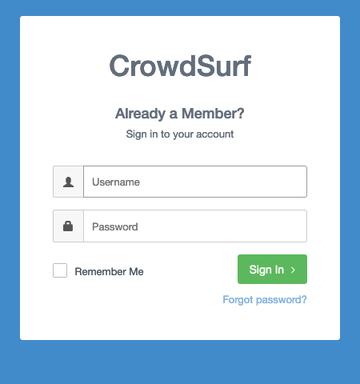 CrowdSurf
Already a Member?
Sign in to your account
Username
Password
Remember Me
Sign In
Forgot password?